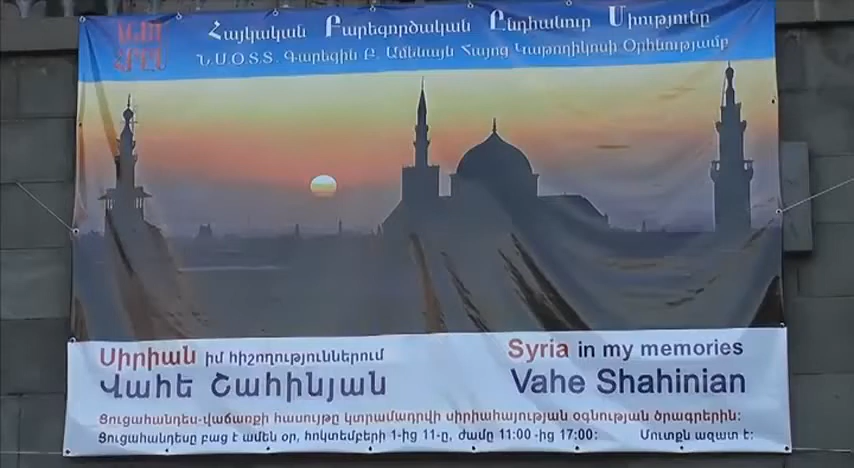 ՀԲԸՄ
Հայկական Բարեգործական Ընդհանուր Միությունը
Ն.Ս.Օ.Տ.Տ. Գարեգին Բ. Ամենայն Հայոց Կաթողիկոսի Օրհնությամբ
Սիրիան իմ հիշողություններում
Վահե Շահինյան
Syria in my memories
Vahe Shahinian
Ցուցահանդես-վաճառքի հասույթը կտրամադրվի սիրիահայության օգնության ծրագրերին:
Ցուցահանդեսը բաց է ամեն օր, հոկտեմբերի 1-ից 11-ը, ժամը 11:00 -ից 17:00: Մուտքն ազատ է: